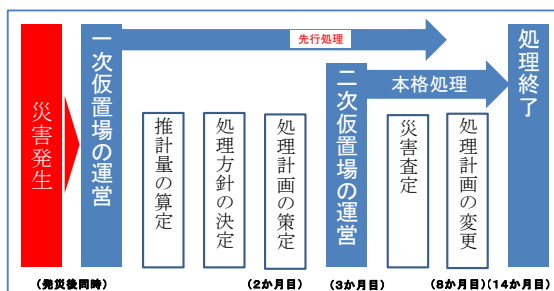 災害発生
一次仮置場の運営
先行処理
推計量の算定
処理方針の決定
処理計画の策定
二次仮置場の運営
本格処理
災害査定
処理計画の変更
処理終了
(発災後同時)
(2か月目)
(3か月目)
(8か月目)
(14か月目)